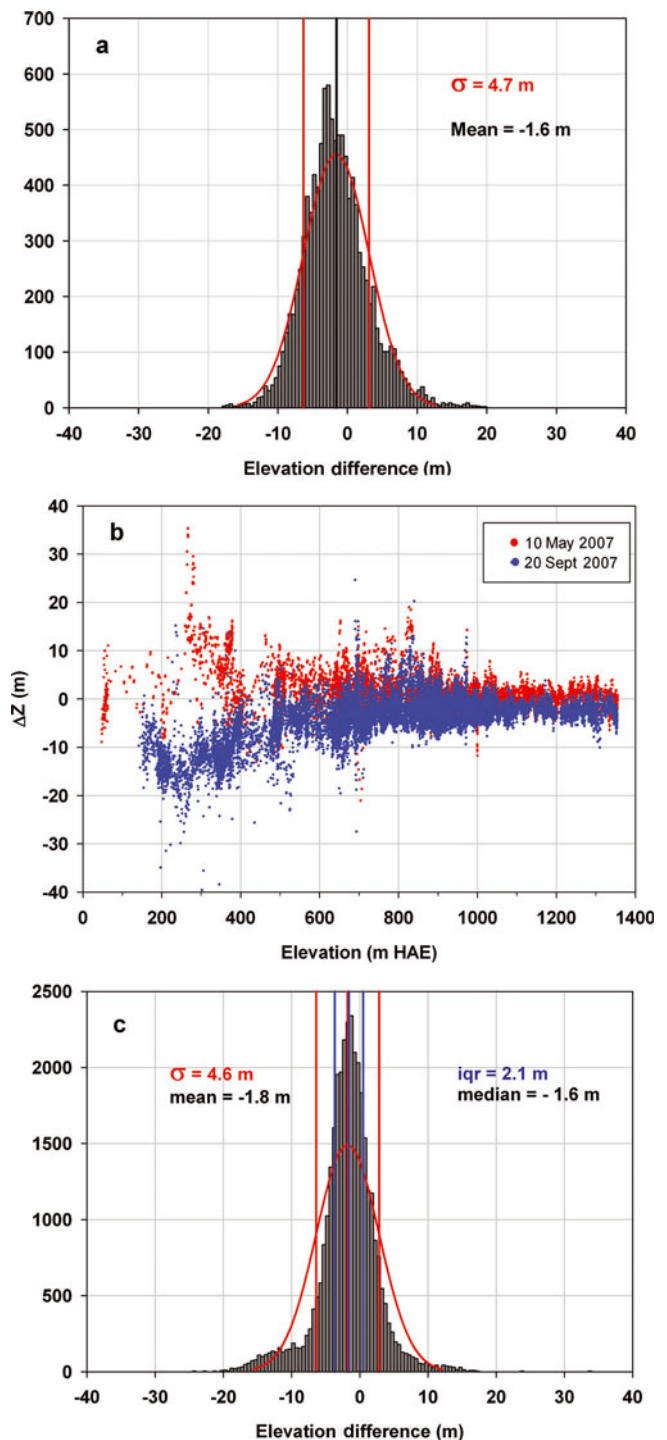 a
700
600
500
400
300
200
100
0
σ = 4.7 m
Mean = -1.6 m
-40 -30 -20 -10 0 10 20 30 40
Elevation difference (m)
b
40
30
20
10
0
-10
-20
-30
-40
ΔZ (m)
10 May 2007
20 Sept 2007
0 200 400 600 800 1000 1200 1400
Elevation (m HAE)
c
2500
2000
1500
1000
500
0
σ = 4.6 m
mean = -1.8 m
iqr = 2.1 m
median = - 1.6 m
-40 -30 -20 -10 0 10 20 30 40
Elevation difference (m)